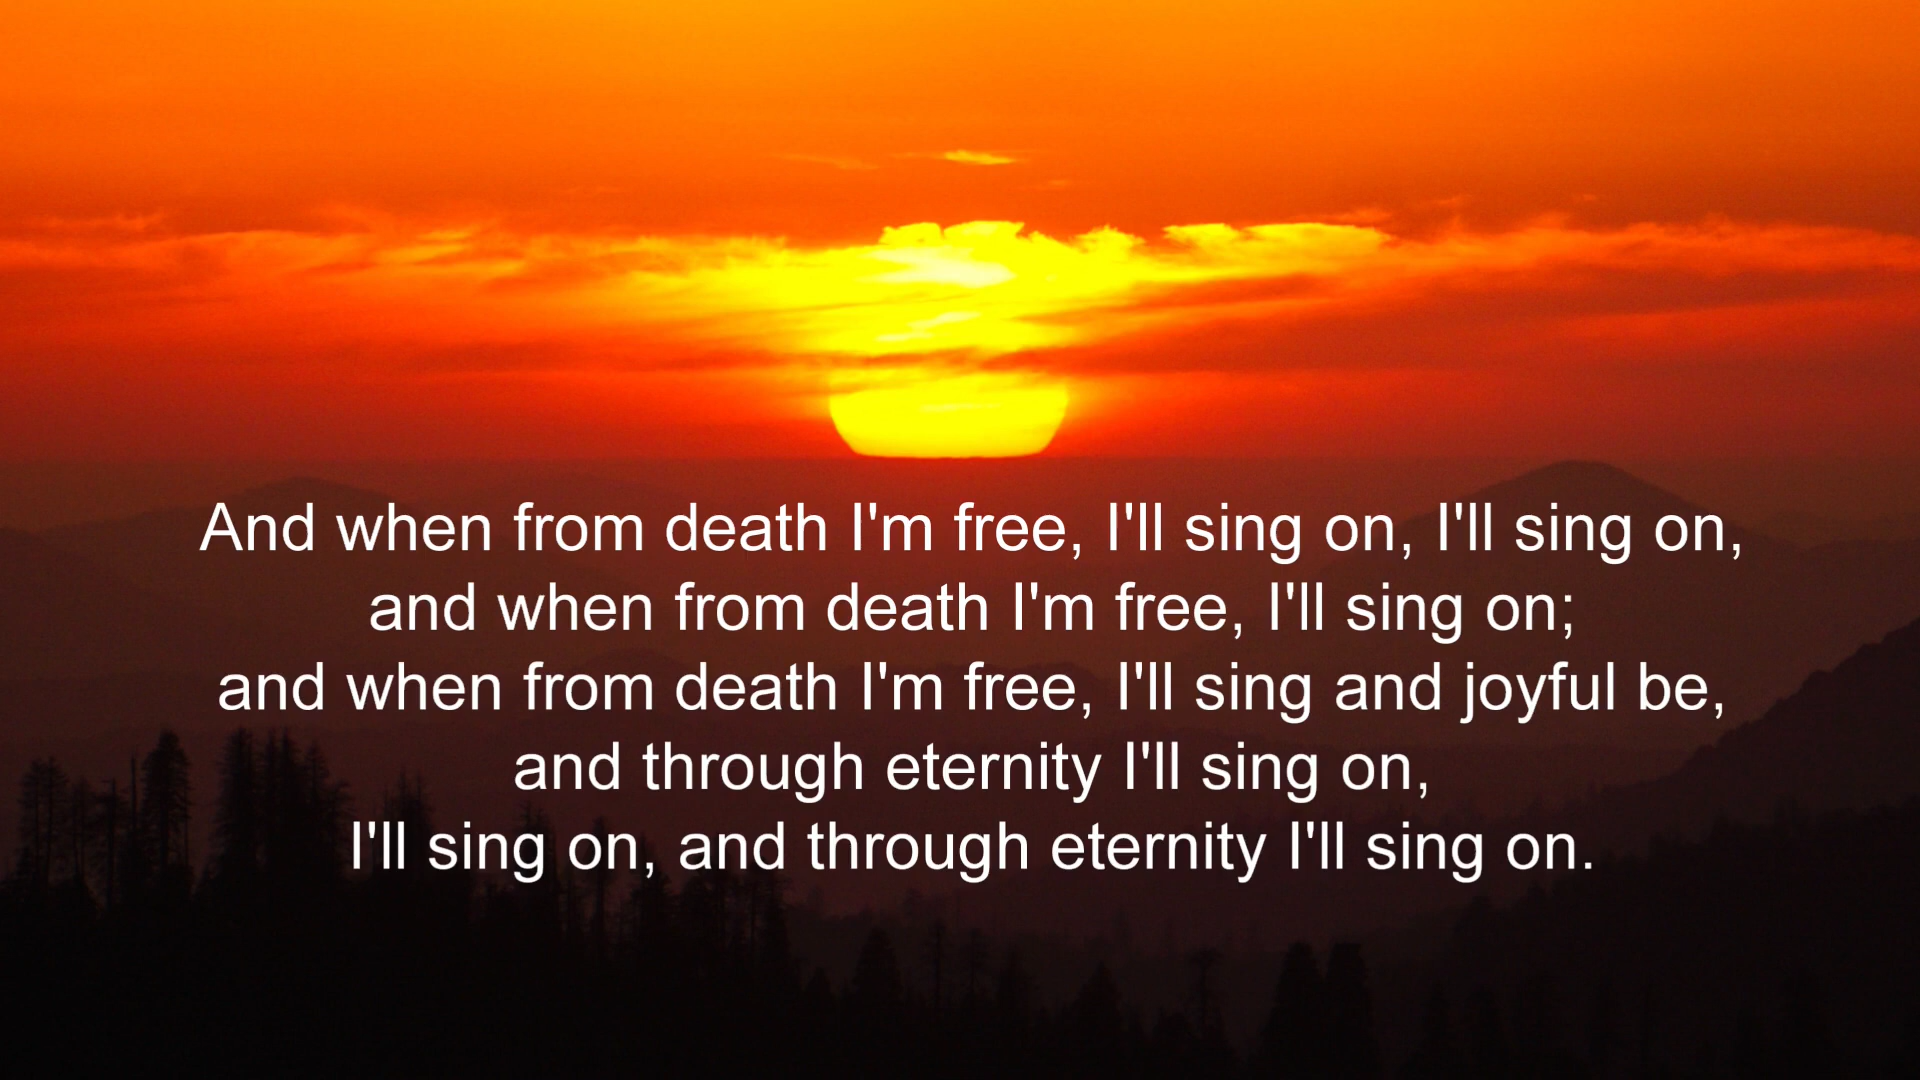 And when from death I'm free, I'll sing on, I'll sing on,
and when from death I'm free, I'll sing on;
and when from death I'm free, I'll sing and joyful be,
and through eternity I'll sing on,
I'll sing on, and through eternity I'll sing on.